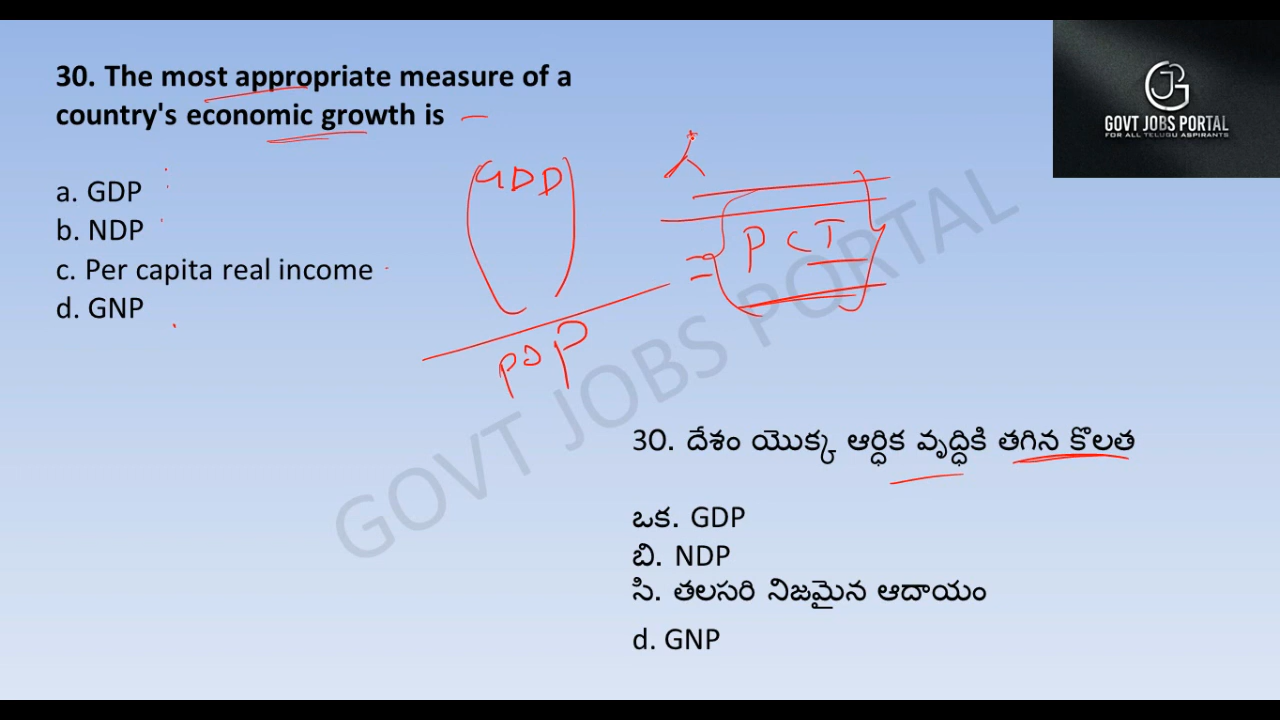 30. The most appropriate measure of a
country's economic growth is
a. GDP
b. NDP
c. Per capita real income
d. GNP
GDP
POP
= PCI
GOVT JOBS PORTAL
FOR ALL TELUGU ASPIRANTS
GOVT JOBS PORTAL
30. దేశం యొక్క ఆర్ధిక వృద్ధికి తగిన కొలత
ఒక. GDP
బి. NDP
సి. తలసరి నిజమైన ఆదాయం
d. GNP